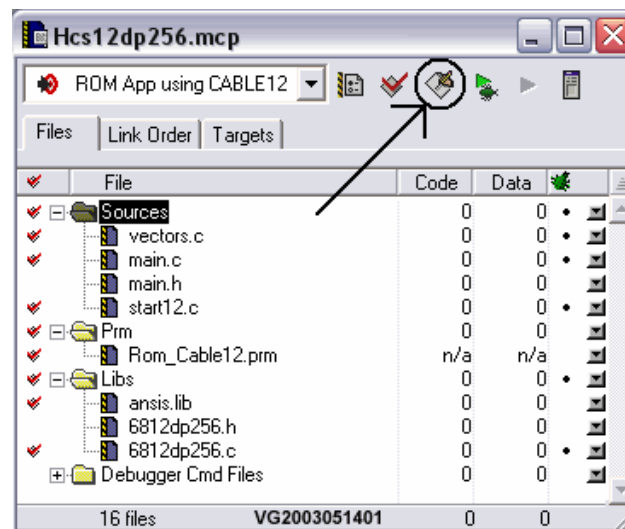 Hcs12dp256.mcp
ROM App using CABLE12
Files Link Order Targets
File Code Data
Sources 0 0
vectors.c 0 0
main.c 0 0
main.h 0 0
start12.c 0 0
Prm 0 0
Rom_Cable12.prm n/a n/a
Libs 0 0
ansis.lib 0 0
6812dp256.h 0 0
6812dp256.c 0 0
Debugger Cmd Files 0 0
16 files VG2003051401 0 0